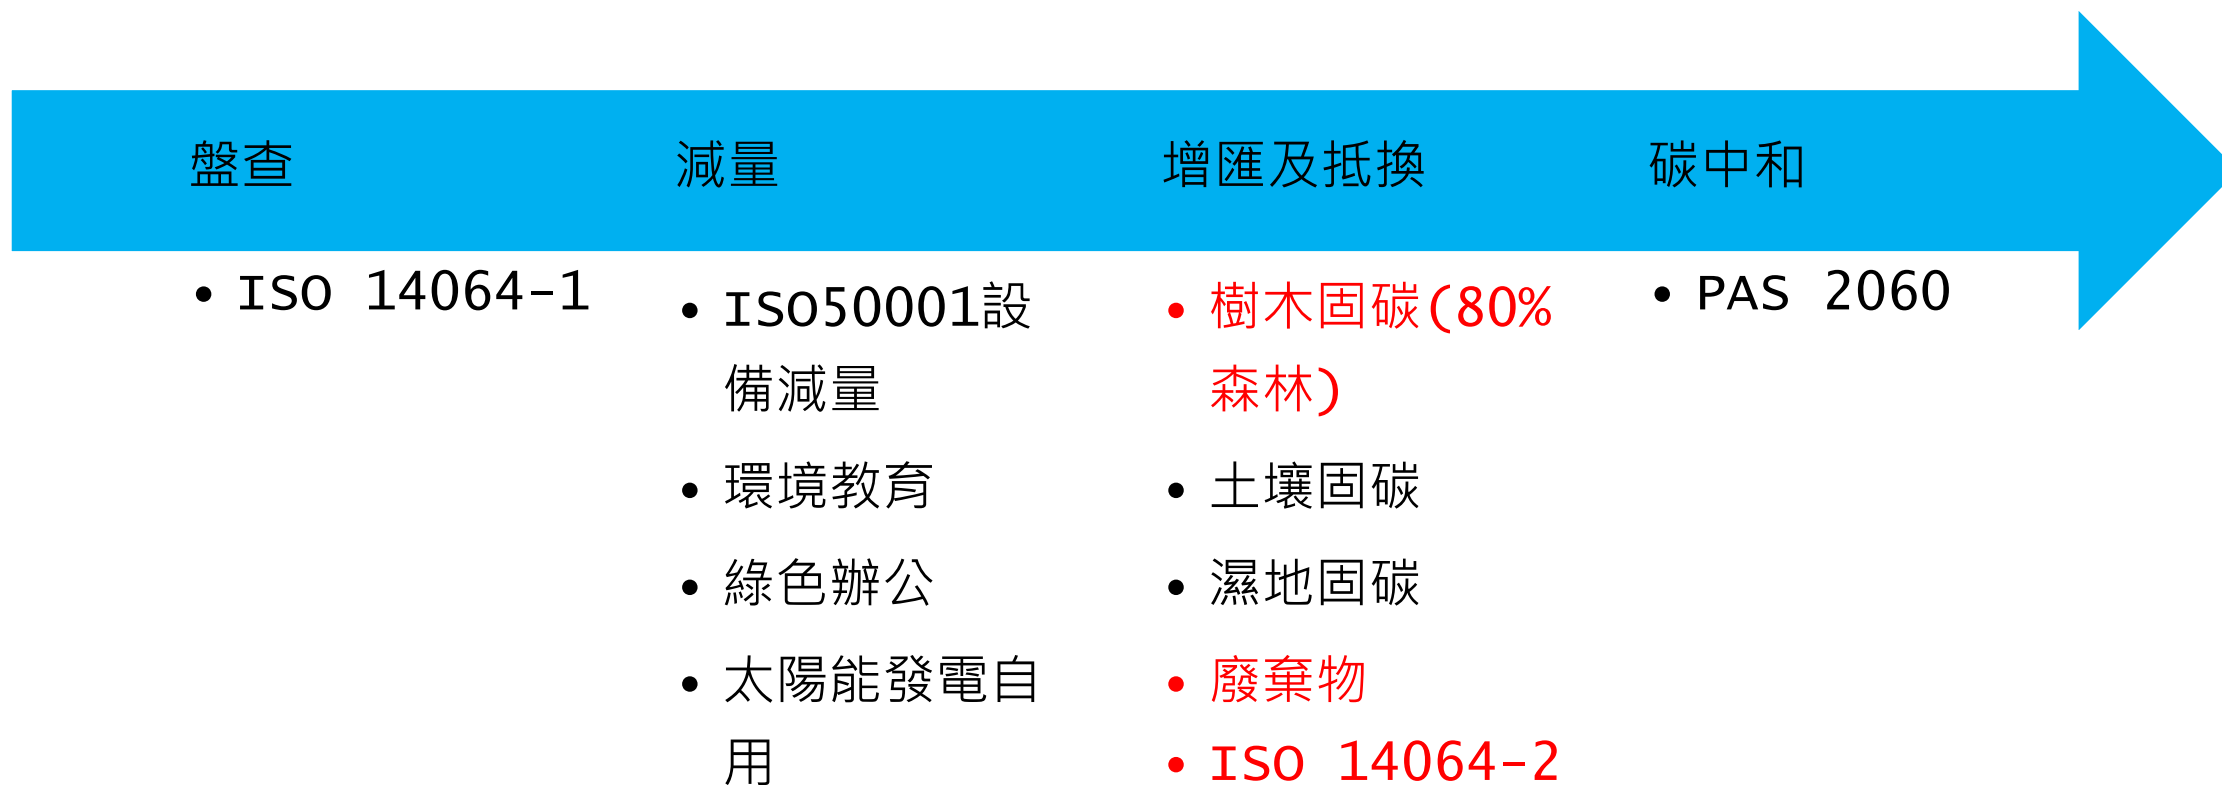 盤查
減量
增匯及抵換
碳中和
• ISO 14064-1
• ISO50001設
備減量
• 環境教育
• 綠色辦公
• 太陽能發電自
用
• 樹木固碳(80%
森林)
• 土壤固碳
• 濕地固碳
• 廢棄物
• ISO 14064-2
• PAS 2060